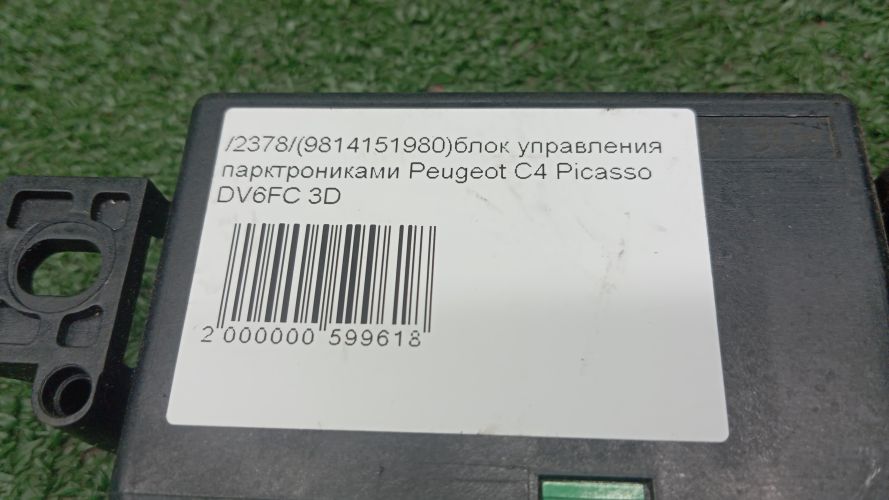 /2378/(9814151980)блок управления
парктрониками Peugeot C4 Picasso
DV6FC 3D
2 000000 599618